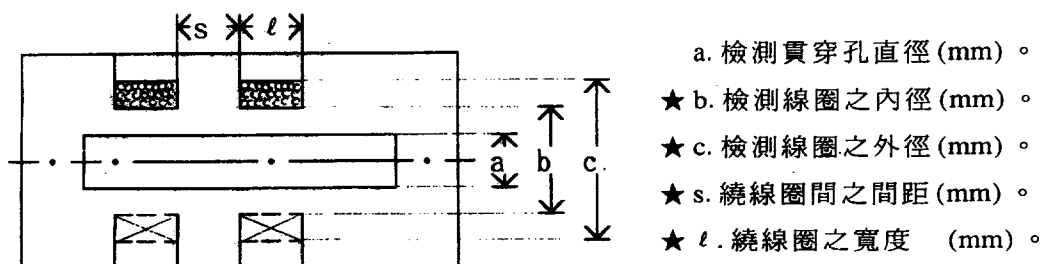 s ℓ
a. 檢測貫穿孔直徑(mm)。
★ b. 檢測線圈之內徑(mm)。
★ c. 檢測線圈之外徑(mm)。
★ s. 繞線圈間之間距(mm)。
★ ℓ. 繞線圈之寬度 (mm)。
a b c.